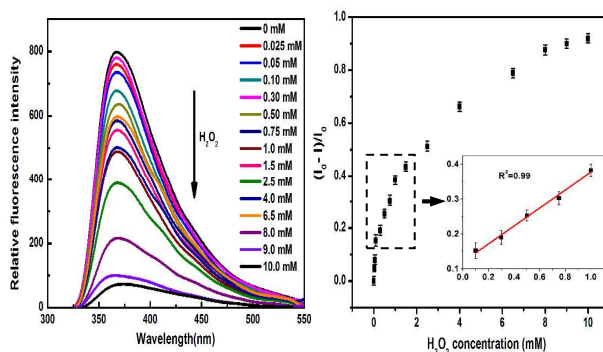 Relative fluorescence intensity
800
600
400
200
0
300 350 400 450 500 550
Wavelength(nm)
H₂O₂
0 mM
0.025 mM
0.05 mM
0.10 mM
0.30 mM
0.50 mM
0.75 mM
1.0 mM
1.5 mM
2.5 mM
4.0 mM
6.5 mM
8.0 mM
9.0 mM
10.0 mM
(I₀ - I)/I₀
1.0
0.8
0.6
0.4
0.2
0.0
0 2 4 6 8 10
H₂O₂ concentration (mM)
R²=0.99
0.4
0.3
0.2
0.1
0.0 0.2 0.4 0.6 0.8 1.0